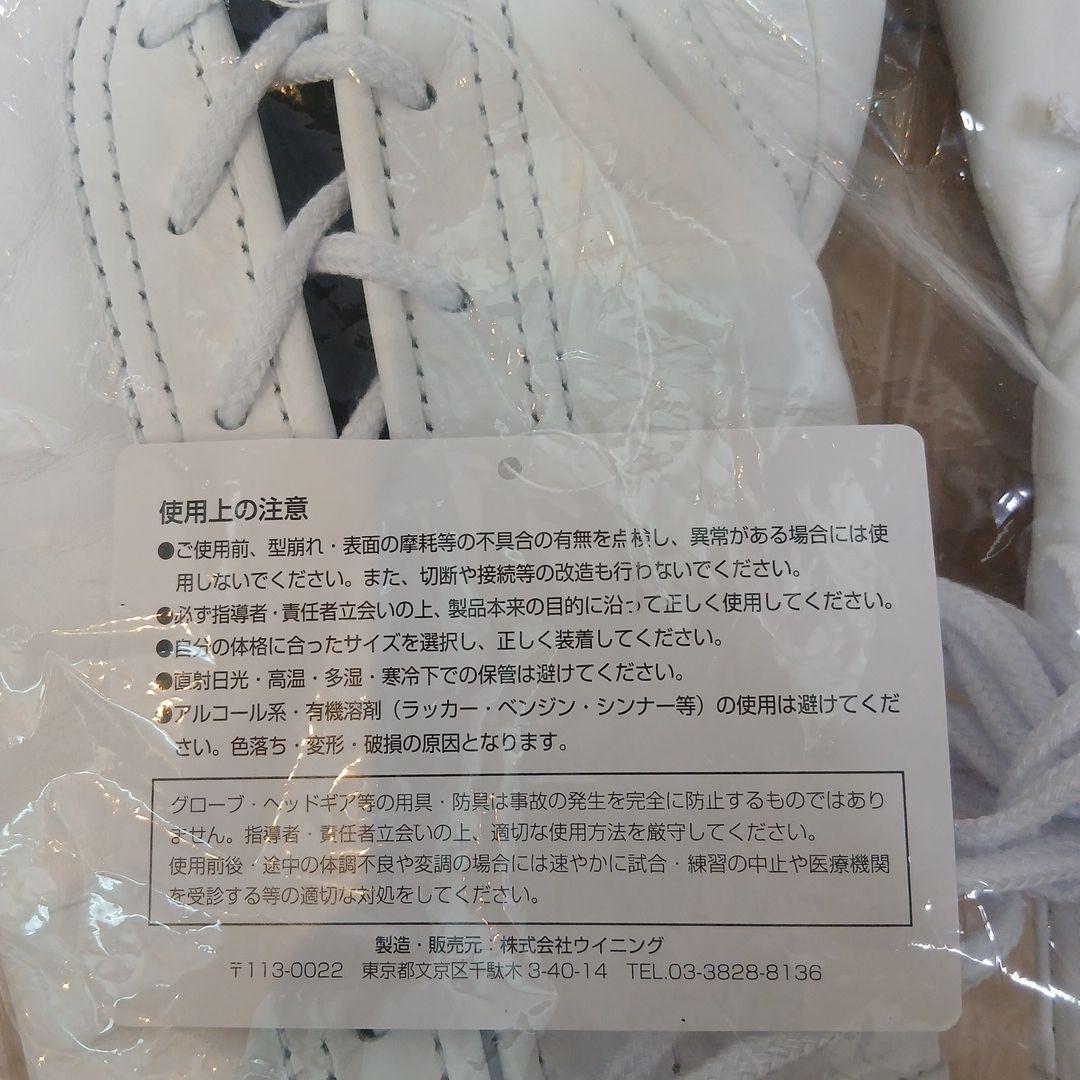 使用上の注意
●ご使用前、型崩れ・表面の摩耗等の不具合の有無を点検し、異常がある場合には使
用しないでください。また、切断や接続等の改造も行わないでください。
●必ず指導者・責任者立会いの上、製品本来の目的に沿って正しく使用してください。
●自分の体格に合ったサイズを選択し、正しく装着してください。
●直射日光・高温・多湿・寒冷下での保管は避けてください。
●アルコール系・有機溶剤（ラッカー・ベンジン・シンナー等）の使用は避けてくだ
さい。色落ち・変形・破損の原因となります。
グローブ・ヘッドギア等の用具・防具は事故の発生を完全に防止するものではあり
ません。指導者・責任者立会いの上、適切な使用方法を厳守してください。
使用前後・途中の体調不良や変調の場合には速やかに試合・練習の中止や医療機関
を受診する等の適切な対処をしてください。
製造・販売元：株式会社ウイニング
〒113-0022　東京都文京区千駄木 3-40-14　TEL.03-3828-8136